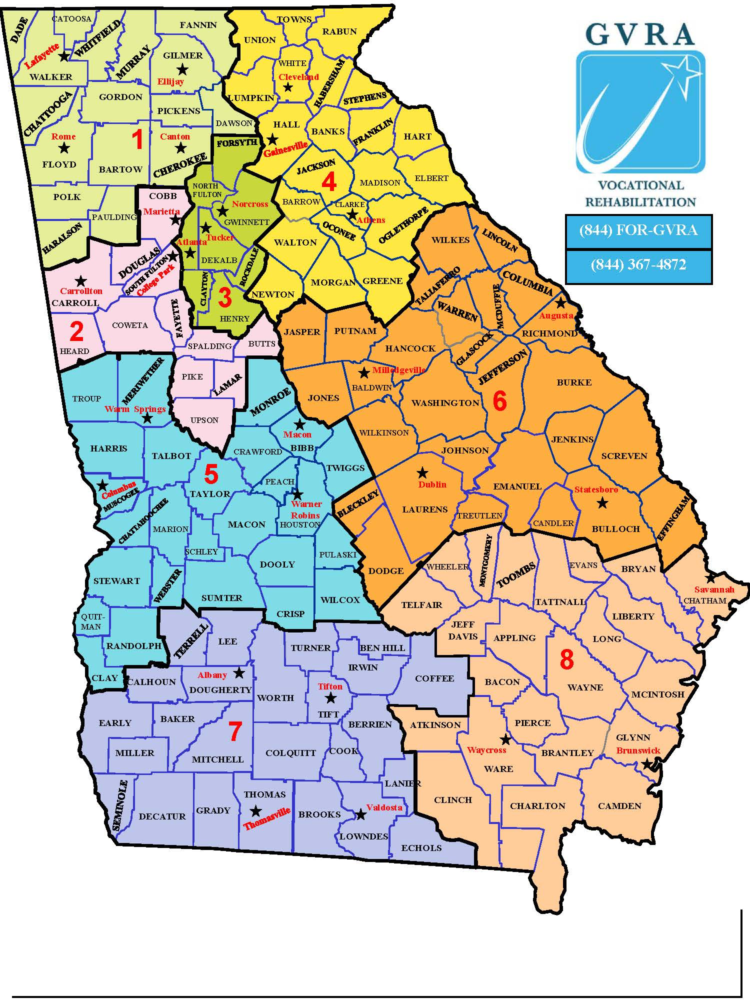 GVRA
VOCATIONAL
REHABILITATION
(844) FOR-GVRA
(844) 367-4872
DADE
CATOOSA
WHITFIELD
MURRAY
FANNIN
GILMER
Lafayette
WALKER
Ellijay
CHATTOOGA
GORDON
PICKENS
DAWSON
Rome
1
Canton
FLOYD
BARTOW
CHEROKEE
POLK
PAULDING
HARALSON
TOWNS
UNION
RABUN
WHITE
Cleveland
HABERSHAM
LUMPKIN
STEPHENS
HALL
Gainesville
BANKS
FRANKLIN
HART
JACKSON
4
MADISON
ELBERT
BARROW
CLARKE
Athens
OCONEE
OGLETHORPE
WALTON
MORGAN
GREENE
NEWTON
FORSYTH
NORTH
FULTON
Norcross
GWINNETT
Tucker
Atlanta
DEKALB
ROCKDALE
CLAYTON
3
HENRY
COBB
Marietta
DOUGLAS
SOUTH FULTON
College Park
Carrollton
CARROLL
2
HEARD
COWETA
FAYETTE
SPALDING
BUTTS
PIKE
LAMAR
UPSON
WILKES
LINCOLN
TALIAFERRO
COLUMBIA
WARREN
MCDUFFIE
Augusta
RICHMOND
JASPER
PUTNAM
HANCOCK
GLASCOCK
JEFFERSON
Milledgeville
BALDWIN
JONES
WASHINGTON
6
BURKE
WILKINSON
JOHNSON
JENKINS
SCREVEN
Dublin
EMANUEL
Statesboro
BLECKLEY
LAURENS
TREUTLEN
CANDLER
BULLOCH
EFFINGHAM
DODGE
TROUP
MERIWETHER
Warm Springs
MONROE
Macon
BIBB
HARRIS
TALBOT
CRAWFORD
TWIGGS
5
PEACH
Columbus
MUSCOGEE
TAYLOR
Warner
Robins
HOUSTON
CHATTAHOOCHEE
MARION
MACON
SCHLEY
DOOLY
PULASKI
STEWART
WEBSTER
SUMTER
CRISP
WILCOX
QUIT-
MAN
RANDOLPH
CLAY
TERRELL
LEE
TURNER
BEN HILL
IRWIN
COFFEE
CALHOUN
Albany
DOUGHERTY
WORTH
Tifton
TIFT
BERRIEN
EARLY
BAKER
7
MILLER
MITCHELL
COLQUITT
COOK
LANIER
SEMINOLE
DECATUR
GRADY
THOMAS
Thomasville
BROOKS
Valdosta
LOWNDES
ECHOLS
WHEELER
MONTGOMERY
TOOMBS
EVANS
BRYAN
Savannah
CHATHAM
TELFAIR
TATTNALL
LIBERTY
JEFF
DAVIS
APPLING
LONG
8
BACON
WAYNE
MCINTOSH
ATKINSON
PIERCE
GLYNN
Waycross
BRANTLEY
Brunswick
WARE
CLINCH
CHARLTON
CAMDEN